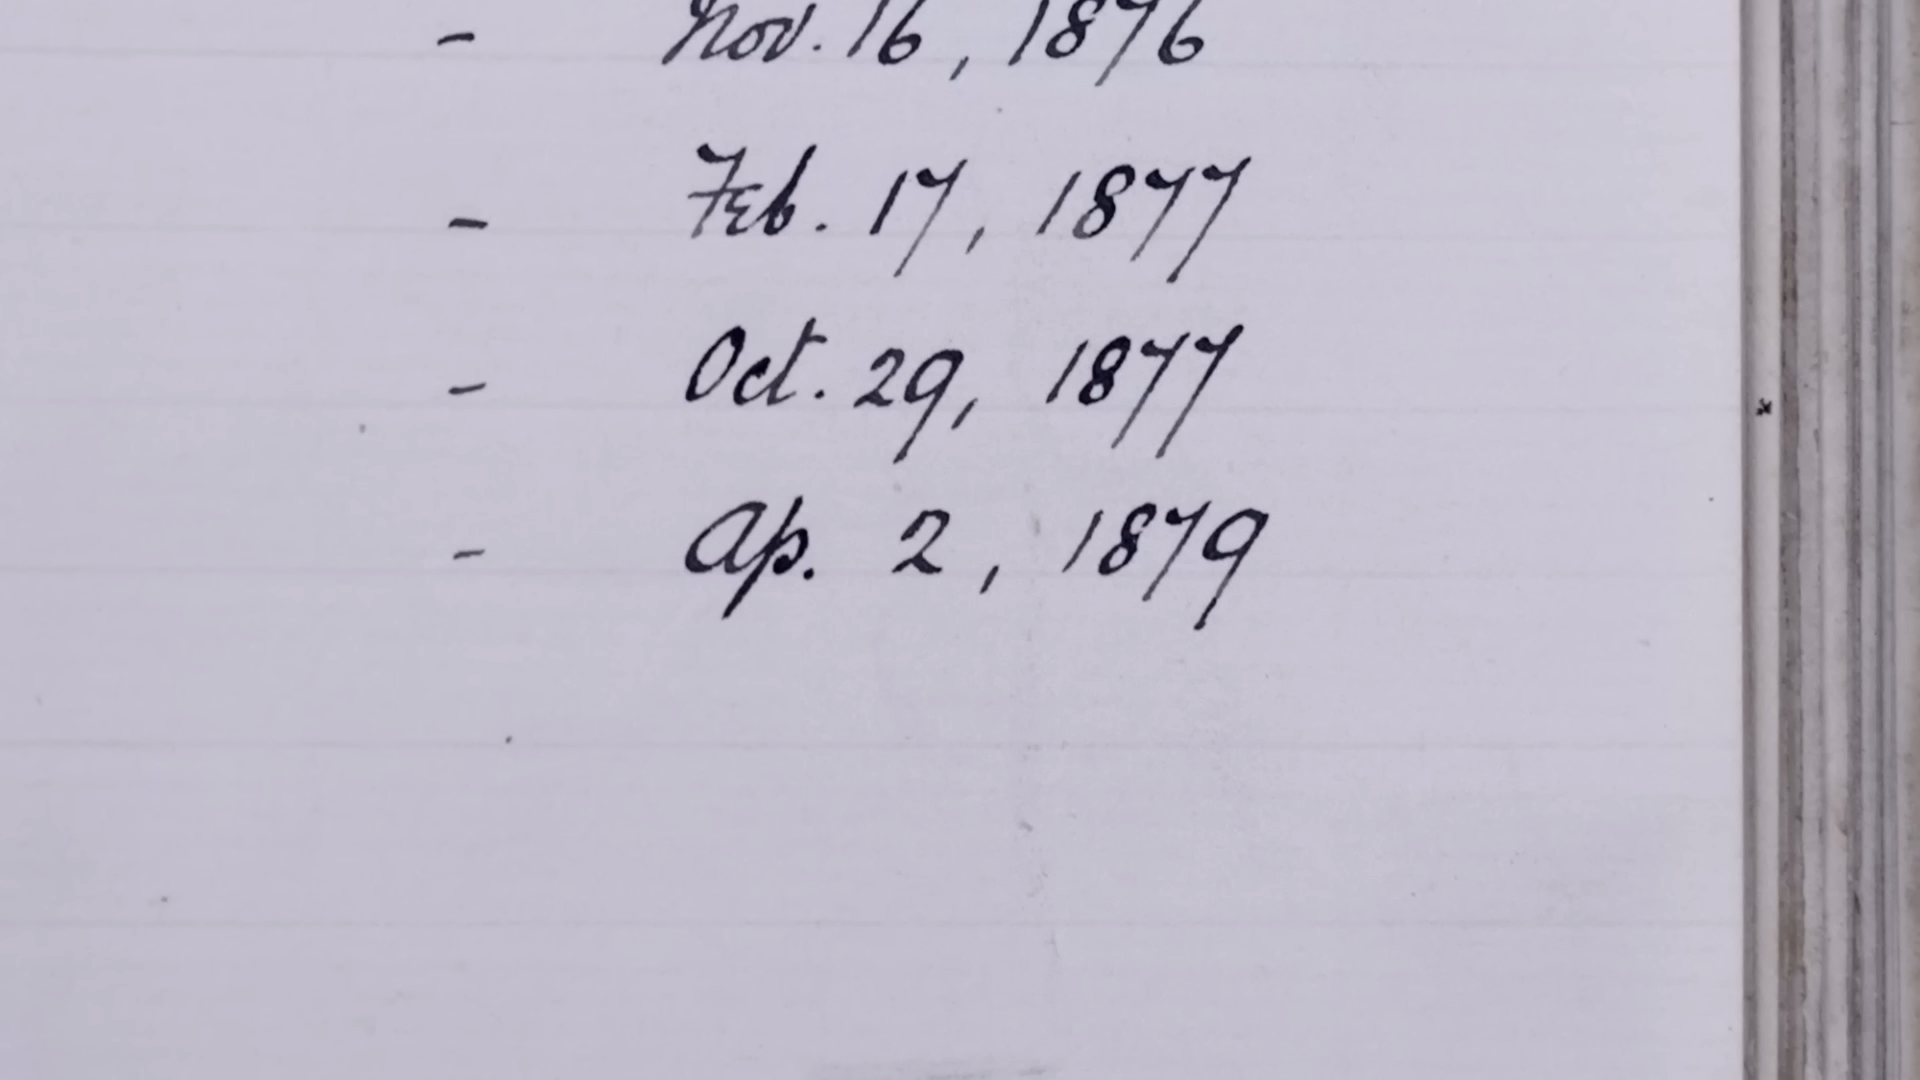 - Nov. 16, 1876
- Feb. 17, 1877
- Oct. 29, 1877
- Ap. 2, 1879